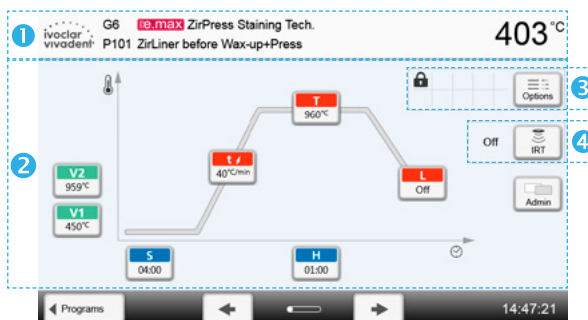 1
ivoclar
vivadent
G6 e.max ZirPress Staining Tech.
P101 ZirLiner before Wax-up+Press
403 °C
2
3
Options
4
Off
IRT
Admin
T
960°C
t
40°C/min
L
Off
V2
959°C
V1
450°C
S
04:00
H
01:00
Programs
14:47:21